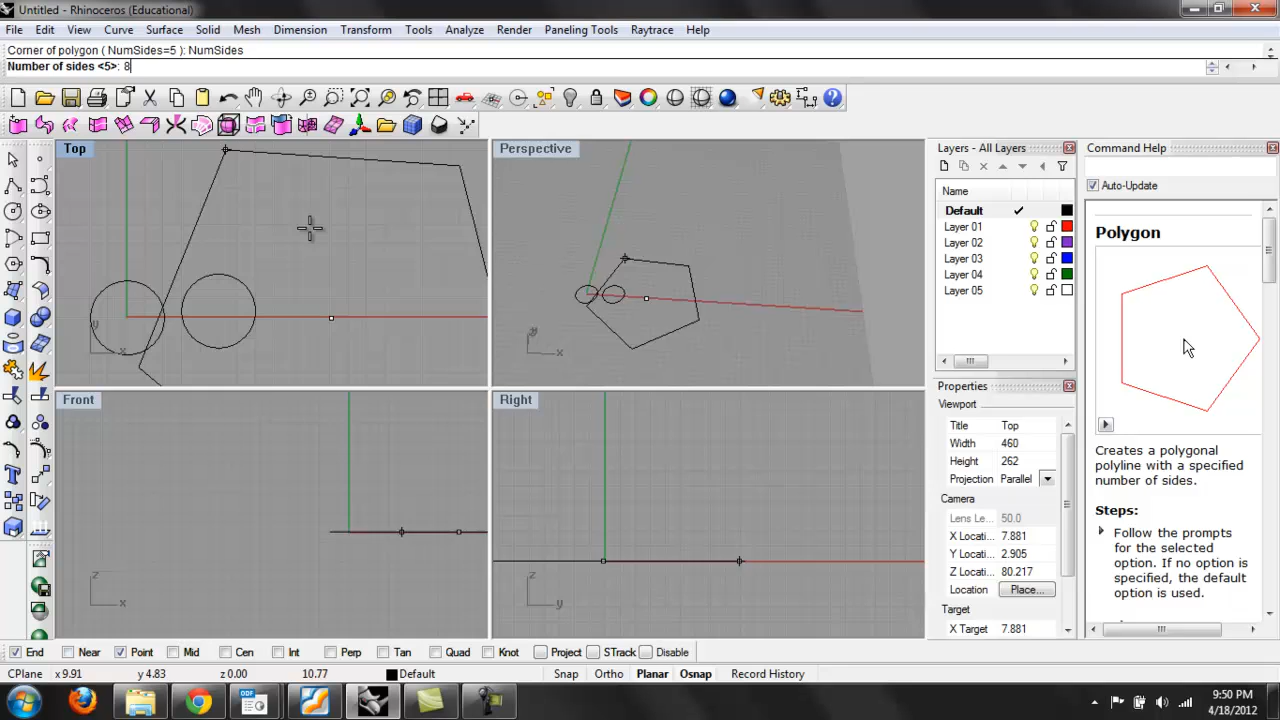 Untitled - Rhinoceros (Educational)
File Edit View Curve Surface Solid Mesh Dimension Transform Tools Analyze Render Paneling Tools Raytrace Help
Corner of polygon ( NumSides=5 ): NumSides
Number of sides <5>: 8
Top
Perspective
Front
Right
y
x
y
x
z
x
z
y
Layers - All Layers
Name
Default
Layer 01
Layer 02
Layer 03
Layer 04
Layer 05
Properties
Viewport
Title Top
Width 460
Height 262
Projection Parallel
Camera
Lens Le... 50.0
X Locati... 7.881
Y Locati... 2.905
Z Locati... 80.217
Location Place...
Target
X Target 7.881
Command Help
Auto-Update
Polygon
Creates a polygonal
polyline with a specified
number of sides.
Steps:
Follow the prompts
for the selected
option. If no option is
specified, the default
option is used.
End Near Point Mid Cen Int Perp Tan Quad Knot Project STrack Disable
CPlane x 9.91 y 4.83 z 0.00 10.77 Default Snap Ortho Planar Osnap Record History
9:50 PM
4/18/2012